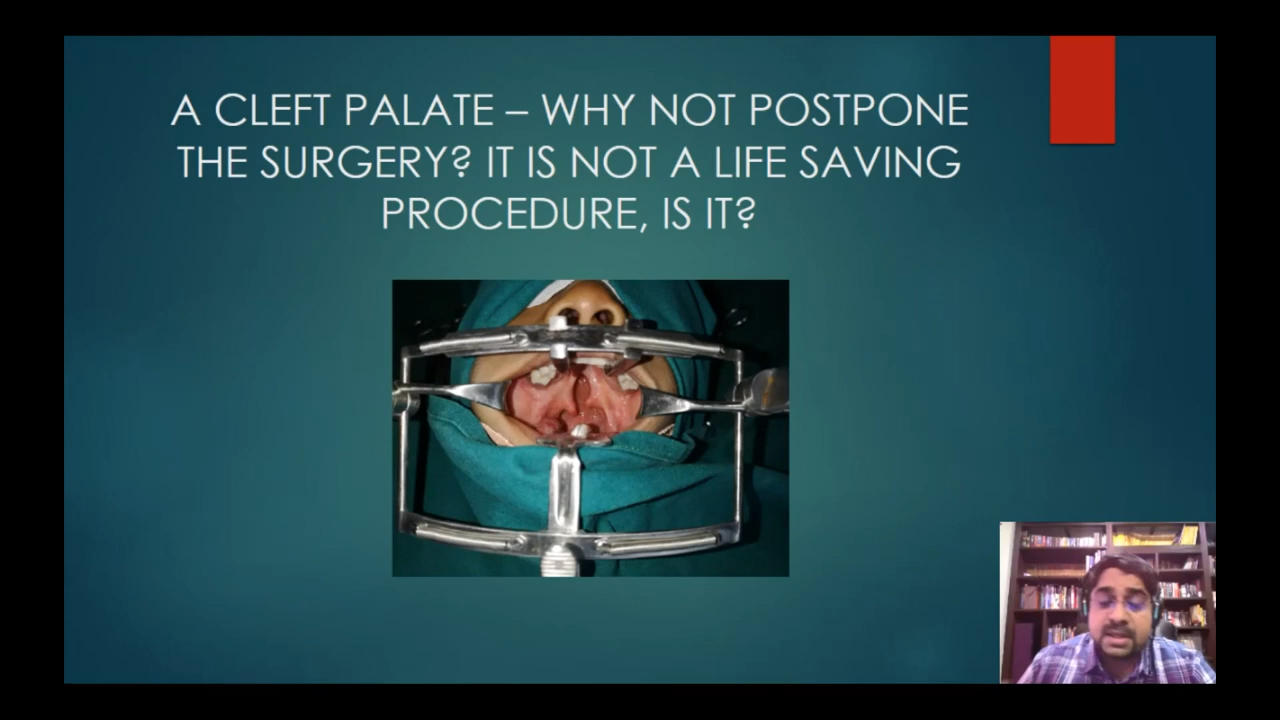 A CLEFT PALATE – WHY NOT POSTPONE
THE SURGERY? IT IS NOT A LIFE SAVING
PROCEDURE, IS IT?